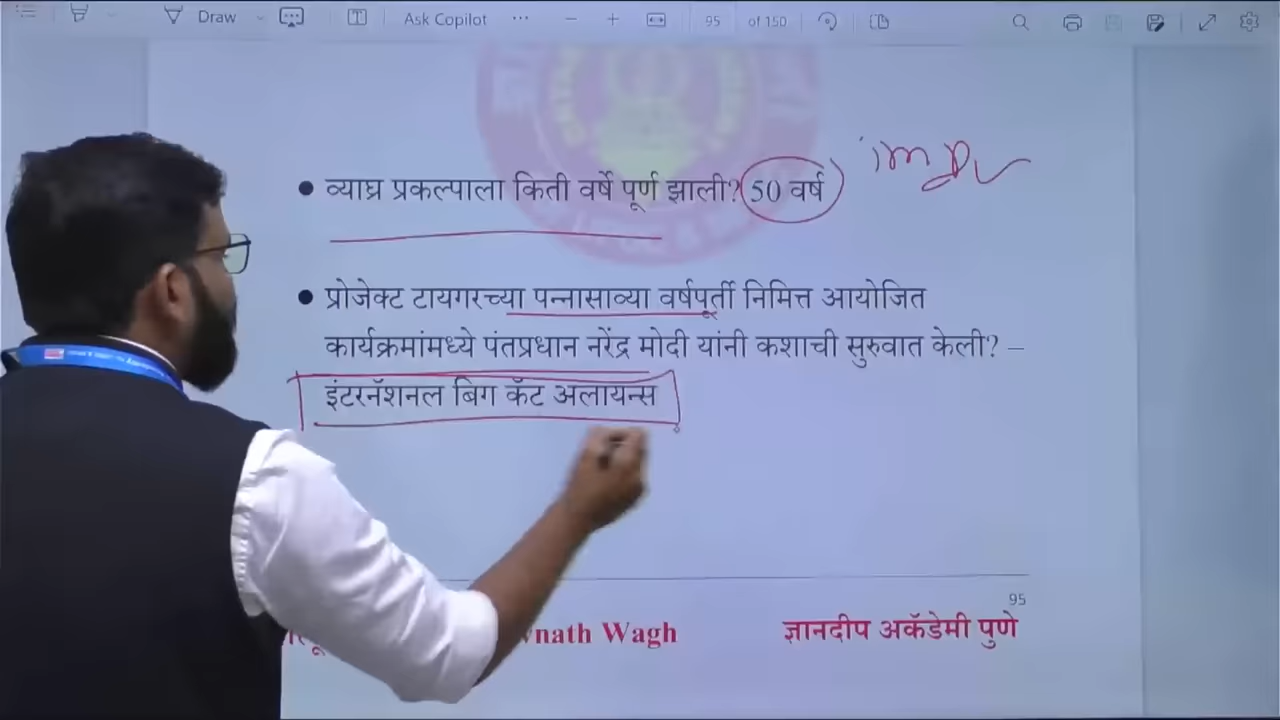 Draw
Ask Copilot
95 of 150
व्याघ्र प्रकल्पाला किती वर्षे पूर्ण झाली? 50 वर्ष
imp
प्रोजेक्ट टायगरच्या पन्नासाव्या वर्षपूर्ती निमित्त आयोजित
कार्यक्रमांमध्ये पंतप्रधान नरेंद्र मोदी यांनी कशाची सुरुवात केली? –
इंटरनॅशनल बिग कॅट अलायन्स
95
Wagh
ज्ञानदीप अकॅडेमी पुणे